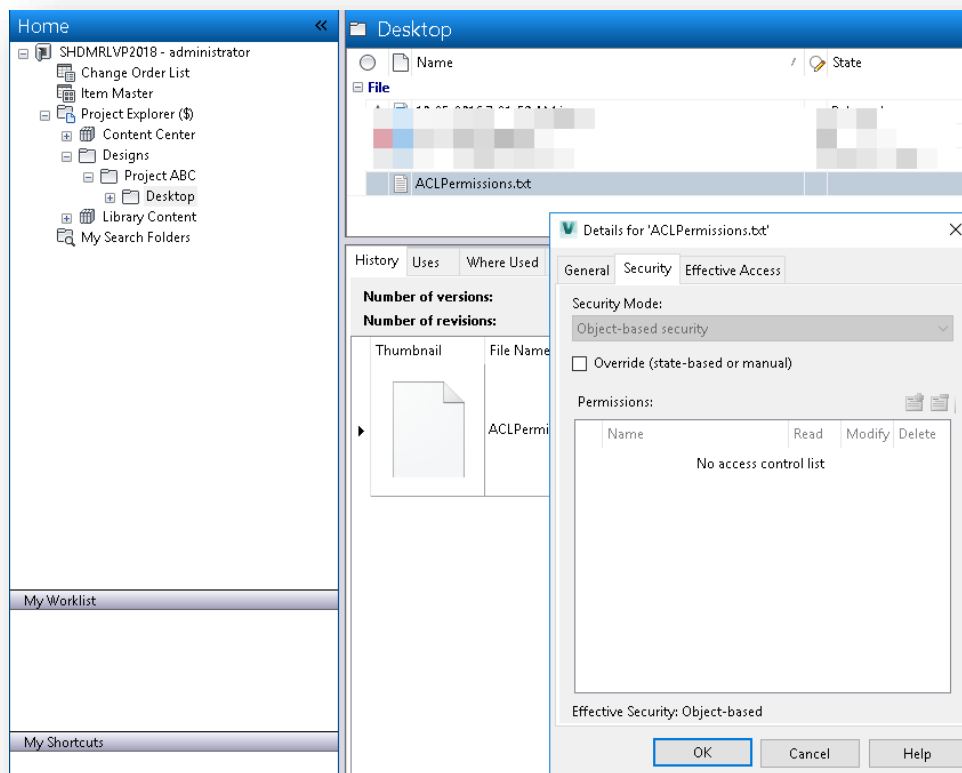 Home
SHDMRLVP2018 - administrator
Change Order List
Item Master
Project Explorer ($)
Content Center
Designs
Project ABC
Desktop
Library Content
My Search Folders
My Worklist
My Shortcuts
Desktop
Name / State
File
ACLPermissions.txt
History Uses Where Used
Number of versions:
Number of revisions:
Thumbnail File Name
ACLPermi
Details for 'ACLPermissions.txt'
General Security Effective Access
Security Mode:
Object-based security
Override (state-based or manual)
Permissions:
Name Read Modify Delete
No access control list
Effective Security: Object-based
OK Cancel Help